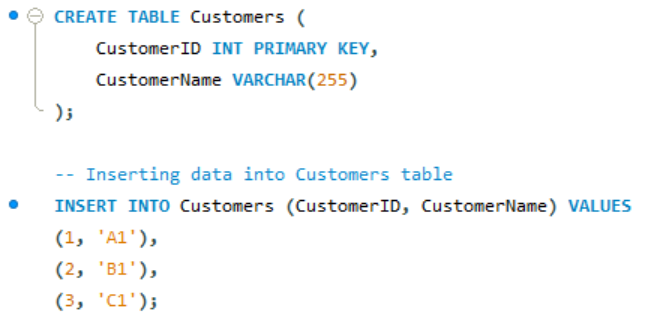 CREATE TABLE Customers (
    CustomerID INT PRIMARY KEY,
    CustomerName VARCHAR(255)
);
-- Inserting data into Customers table
INSERT INTO Customers (CustomerID, CustomerName) VALUES
(1, 'A1'),
(2, 'B1'),
(3, 'C1');